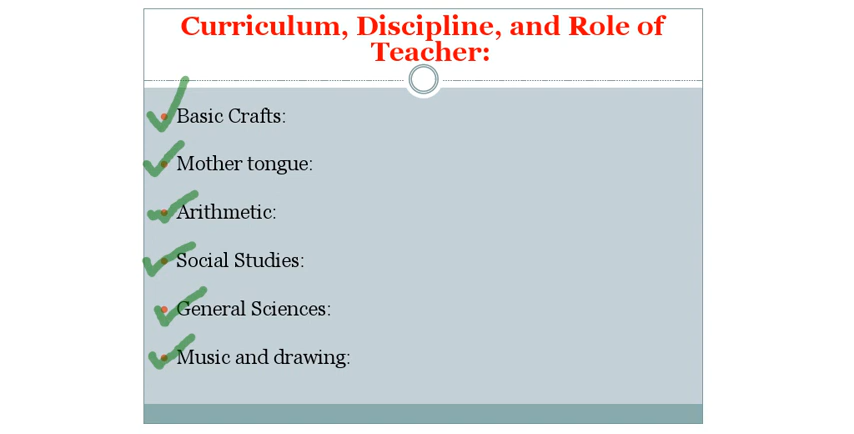 Curriculum, Discipline, and Role of
Teacher:
Basic Crafts:
Mother tongue:
Arithmetic:
Social Studies:
General Sciences:
Music and drawing: